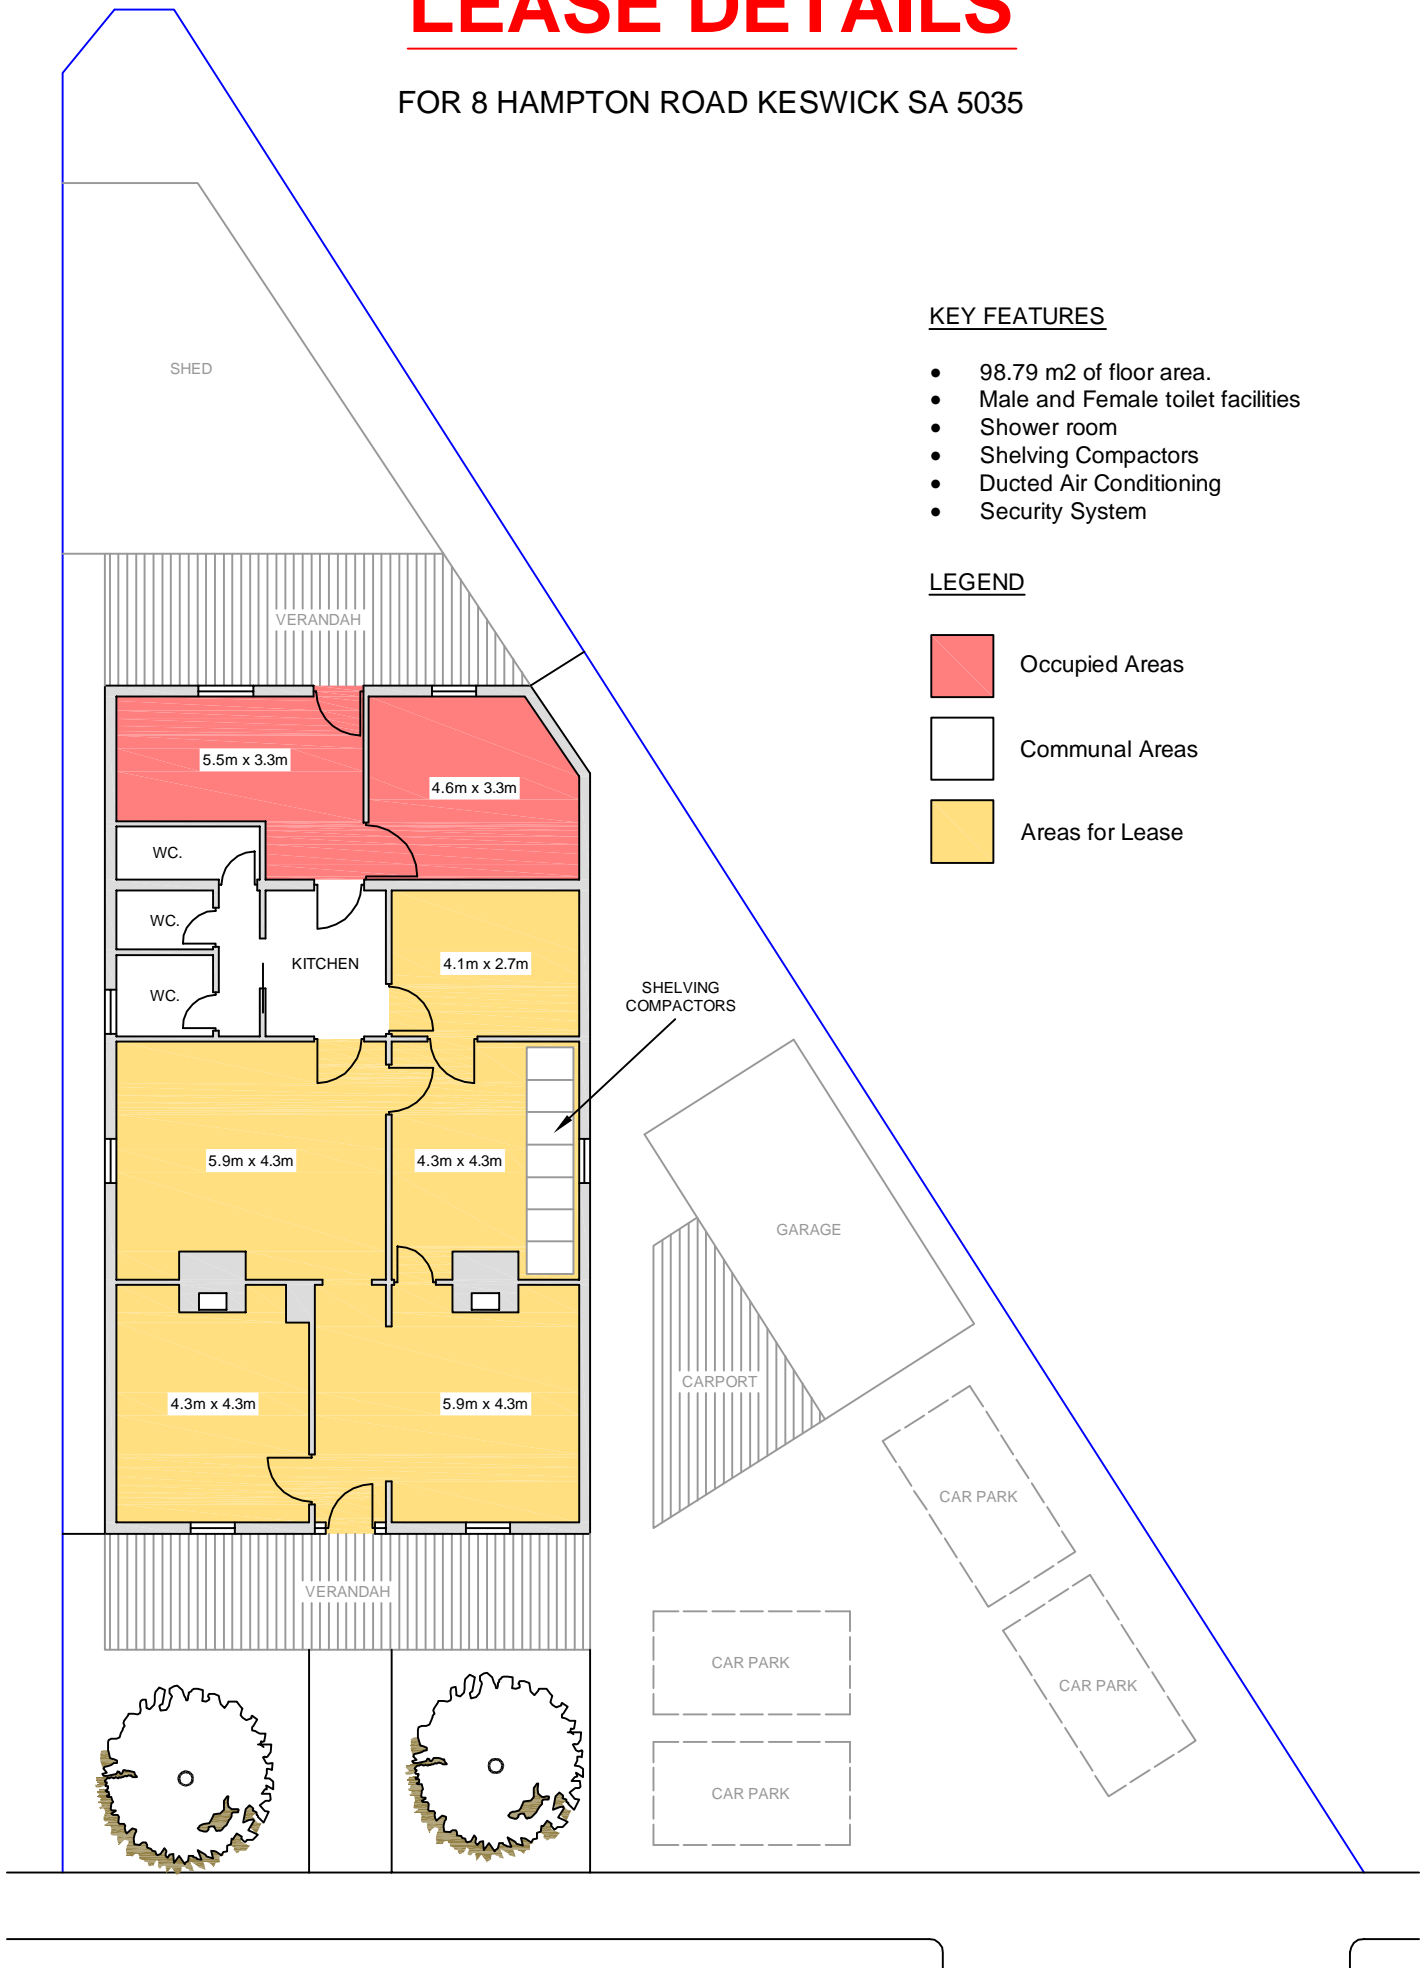 LEASE DETAILS
FOR 8 HAMPTON ROAD KESWICK SA 5035
KEY FEATURES
• 98.79 m2 of floor area.
• Male and Female toilet facilities
• Shower room
• Shelving Compactors
• Ducted Air Conditioning
• Security System
LEGEND
Occupied Areas
Communal Areas
Areas for Lease
SHED
VERANDAH
5.5m x 3.3m
4.6m x 3.3m
WC.
WC.
WC.
KITCHEN
4.1m x 2.7m
SHELVING
COMPACTORS
5.9m x 4.3m
4.3m x 4.3m
GARAGE
CARPORT
4.3m x 4.3m
5.9m x 4.3m
CAR PARK
VERANDAH
CAR PARK
CAR PARK
CAR PARK